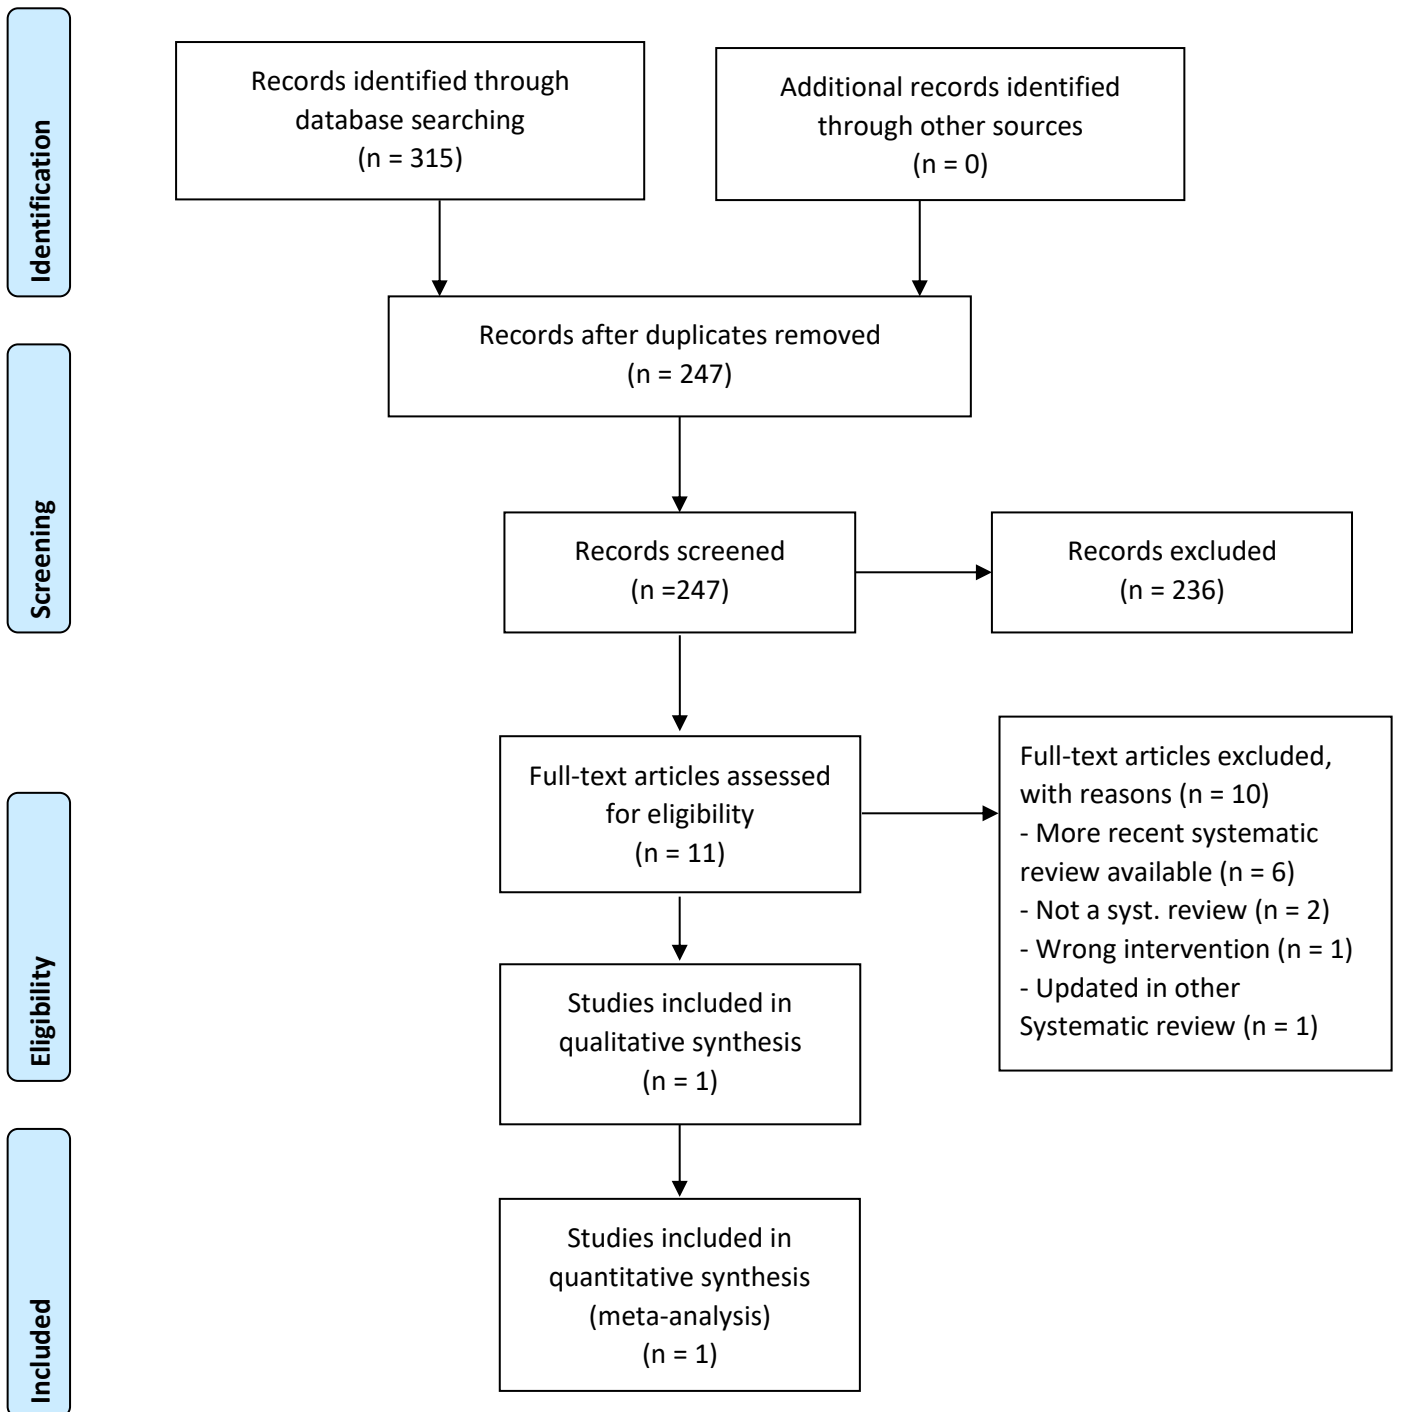 Identification
Records identified through
database searching
(n = 315)
Additional records identified
through other sources
(n = 0)
Records after duplicates removed
(n = 247)
Screening
Records screened
(n =247)
Records excluded
(n = 236)
Eligibility
Full-text articles assessed
for eligibility
(n = 11)
Full-text articles excluded,
with reasons (n = 10)
- More recent systematic
review available (n = 6)
- Not a syst. review (n = 2)
- Wrong intervention (n = 1)
- Updated in other
Systematic review (n = 1)
Studies included in
qualitative synthesis
(n = 1)
Included
Studies included in
quantitative synthesis
(meta-analysis)
(n = 1)